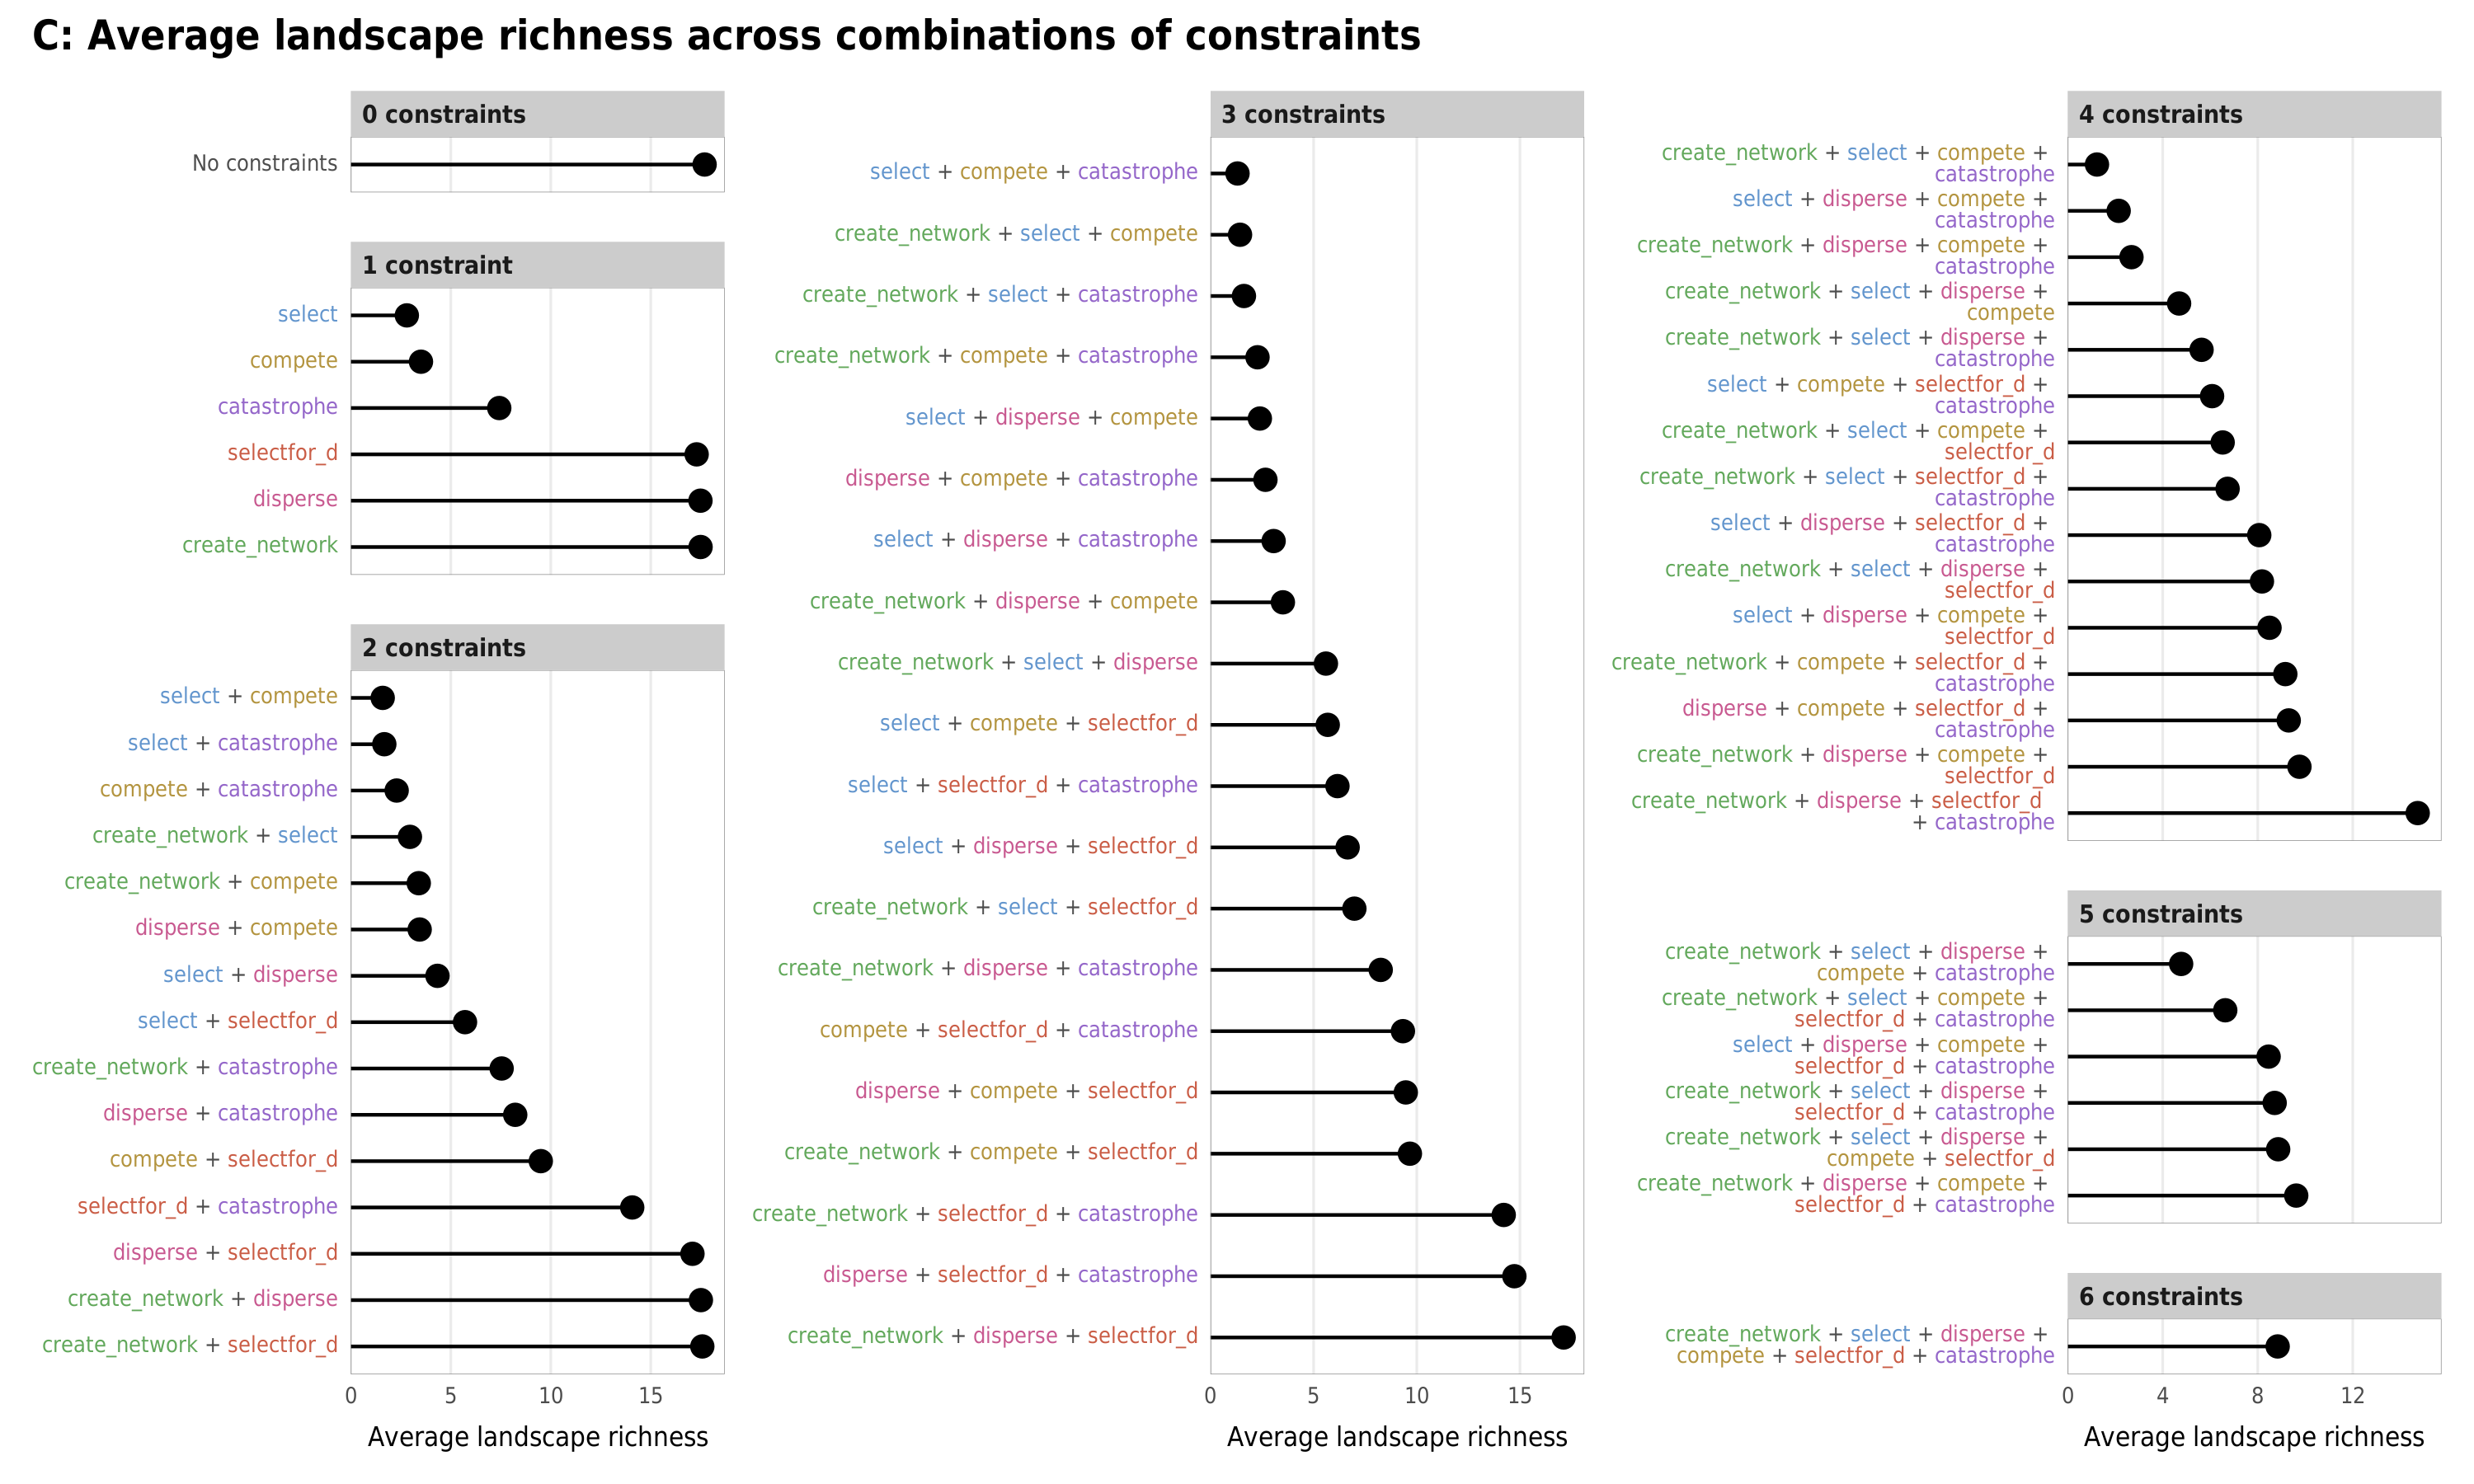 C: Average landscape richness across combinations of constraints
0 constraints
No constraints
1 constraint
select
compete
catastrophe
selectfor_d
disperse
create_network
2 constraints
select + compete
select + catastrophe
compete + catastrophe
create_network + select
create_network + compete
disperse + compete
select + disperse
select + selectfor_d
create_network + catastrophe
disperse + catastrophe
compete + selectfor_d
selectfor_d + catastrophe
disperse + selectfor_d
create_network + disperse
create_network + selectfor_d
0 5 10 15
Average landscape richness
3 constraints
select + compete + catastrophe
create_network + select + compete
create_network + select + catastrophe
create_network + compete + catastrophe
select + disperse + compete
disperse + compete + catastrophe
select + disperse + catastrophe
create_network + disperse + compete
create_network + select + disperse
select + compete + selectfor_d
select + selectfor_d + catastrophe
select + disperse + selectfor_d
create_network + select + selectfor_d
create_network + disperse + catastrophe
compete + selectfor_d + catastrophe
disperse + compete + selectfor_d
create_network + compete + selectfor_d
create_network + selectfor_d + catastrophe
disperse + selectfor_d + catastrophe
create_network + disperse + selectfor_d
0 5 10 15
Average landscape richness
4 constraints
create_network + select + compete +
catastrophe
select + disperse + compete +
catastrophe
create_network + disperse + compete +
catastrophe
create_network + select + disperse +
compete
create_network + select + disperse +
catastrophe
select + compete + selectfor_d +
catastrophe
create_network + select + compete +
selectfor_d
create_network + select + selectfor_d +
catastrophe
select + disperse + selectfor_d +
catastrophe
create_network + select + disperse +
selectfor_d
select + disperse + compete +
selectfor_d
create_network + compete + selectfor_d +
catastrophe
disperse + compete + selectfor_d +
catastrophe
create_network + disperse + compete +
selectfor_d
create_network + disperse + selectfor_d
+ catastrophe
5 constraints
create_network + select + disperse +
compete + catastrophe
create_network + select + compete +
selectfor_d + catastrophe
select + disperse + compete +
selectfor_d + catastrophe
create_network + select + disperse +
selectfor_d + catastrophe
create_network + select + disperse +
compete + selectfor_d
create_network + disperse + compete +
selectfor_d + catastrophe
6 constraints
create_network + select + disperse +
compete + selectfor_d + catastrophe
0 4 8 12
Average landscape richness